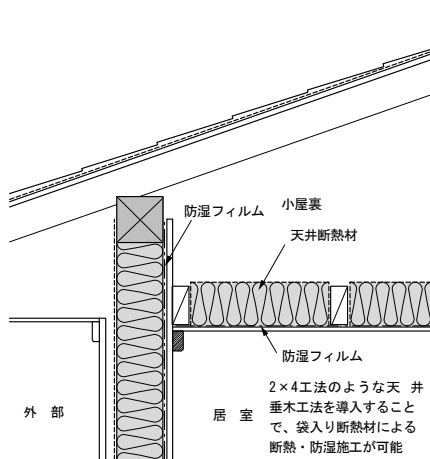 防湿フィルム
小屋裏
天井断熱材
防湿フィルム
2×4工法のような天 井
垂木工法を導入すること
で、袋入り断熱材による
断熱・防湿施工が可能
外 部
居 室